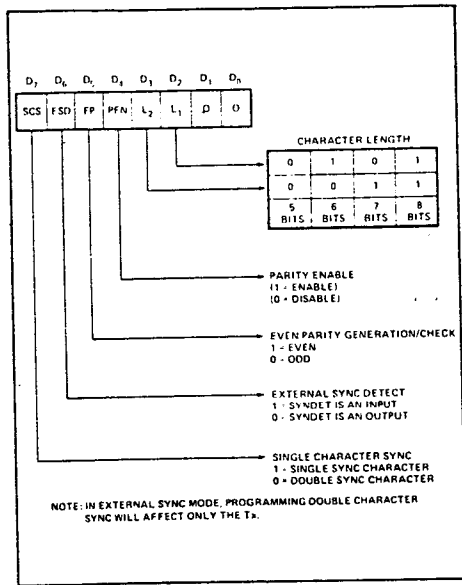 D7 D6 D5 D4 D3 D2 D1 D0
SCS ESD EP PEN L2 L1 0 0
CHARACTER LENGTH
0 1 0 1
0 0 1 1
5 BITS 6 BITS 7 BITS 8 BITS
PARITY ENABLE
(1 - ENABLE)
(0 = DISABLE)
EVEN PARITY GENERATION/CHECK
1 = EVEN
0 - ODD
EXTERNAL SYNC DETECT
1 - SYNDET IS AN INPUT
0 - SYNDET IS AN OUTPUT
SINGLE CHARACTER SYNC
1 - SINGLE SYNC CHARACTER
0 = DOUBLE SYNC CHARACTER
NOTE: IN EXTERNAL SYNC MODE, PROGRAMMING DOUBLE CHARACTER
SYNC WILL AFFECT ONLY THE Tx.